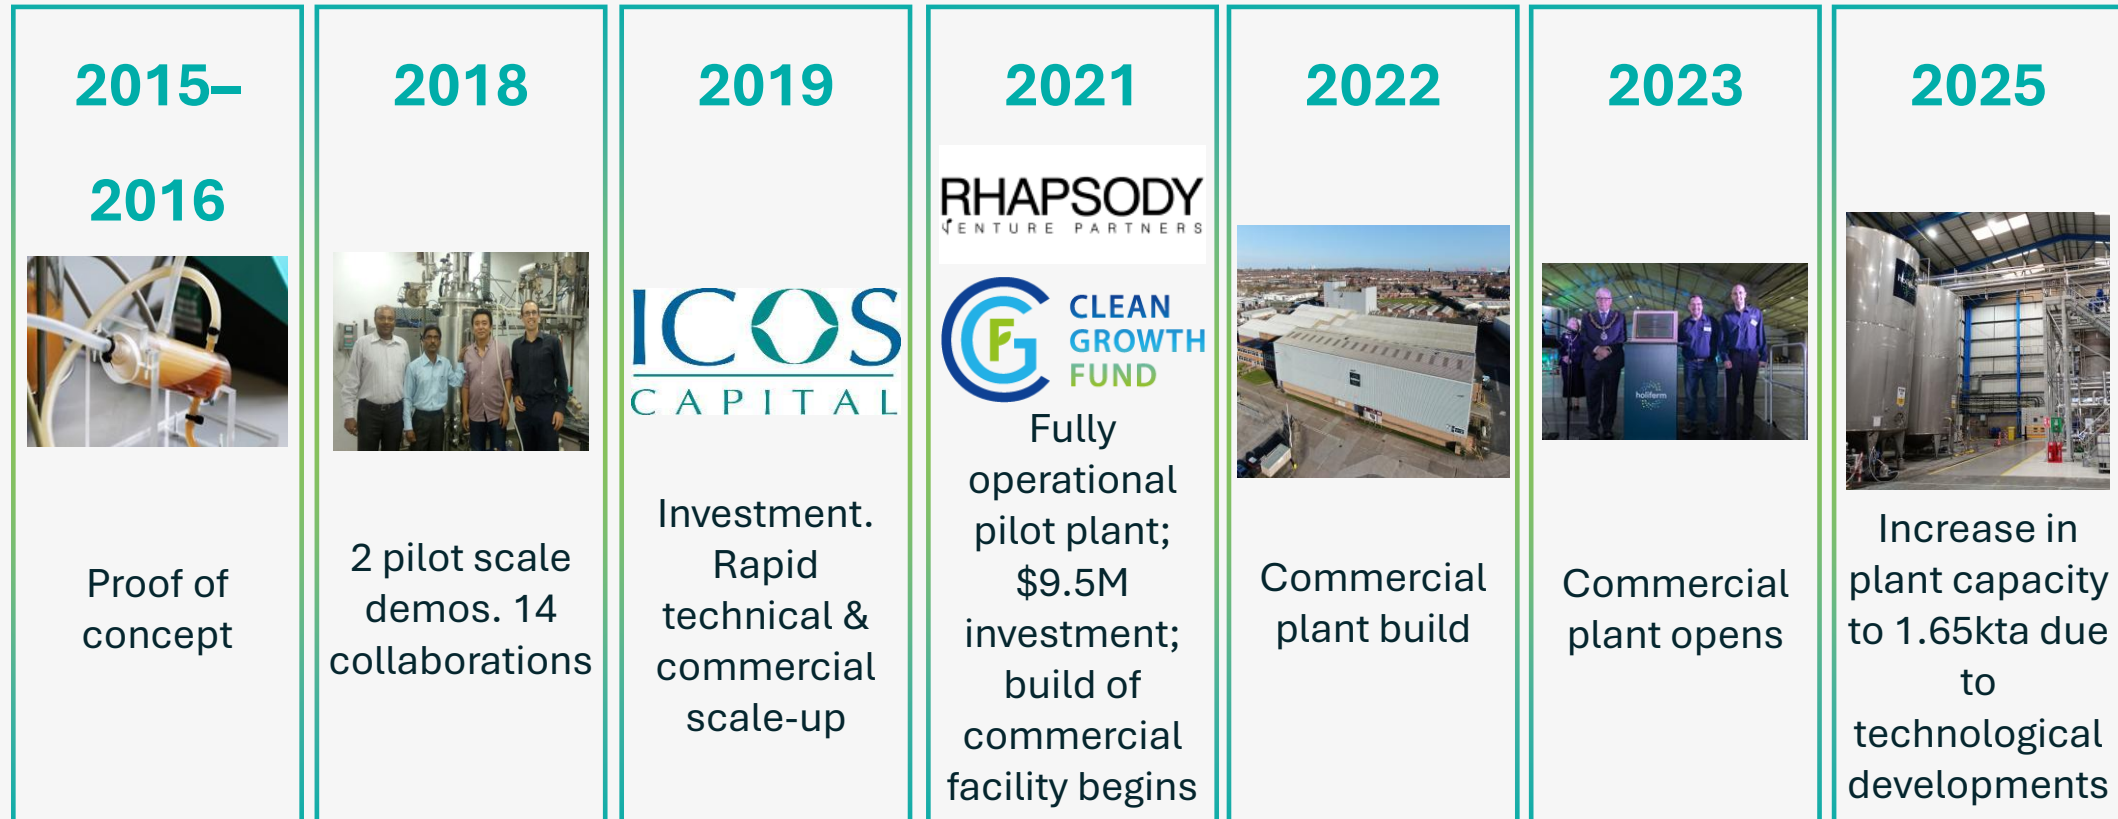 2015–
2016
Proof of
concept
2018
2 pilot scale
demos. 14
collaborations
2019
ICOS
CAPITAL
Investment.
Rapid
technical &
commercial
scale-up
2021
RHAPSODY
VENTURE PARTNERS
CGF
CLEAN
GROWTH
FUND
Fully
operational
pilot plant;
$9.5M
investment;
build of
commercial
facility begins
2022
Commercial
plant build
2023
holiferm
Commercial
plant opens
2025
Increase in
plant capacity
to 1.65kta due
to
technological
developments